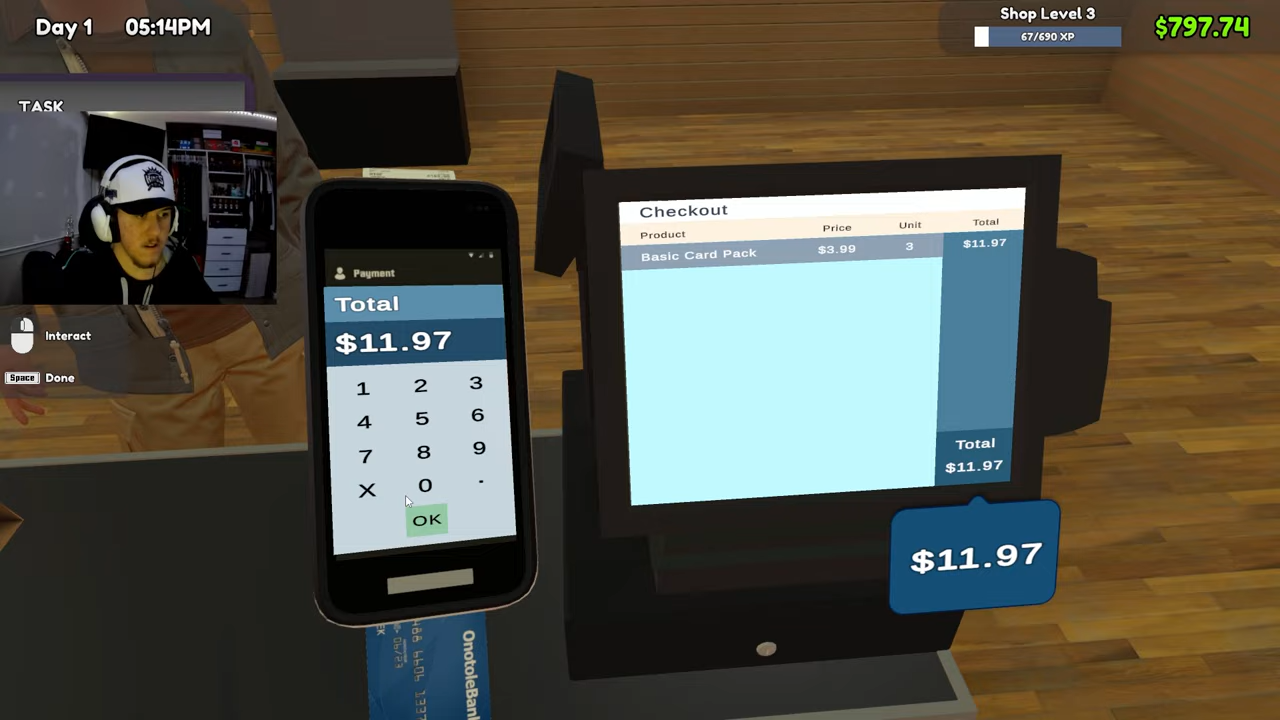 Day 1 05:14PM
Shop Level 3
67/690 XP
$797.74
TASK
Interact
Space Done
Payment
Total
$11.97
1 2 3
4 5 6
7 8 9
X 0 .
OK
Checkout
Product Price Unit Total
Basic Card Pack $3.99 3 $11.97
Total
$11.97
$11.97
OnotoleBank